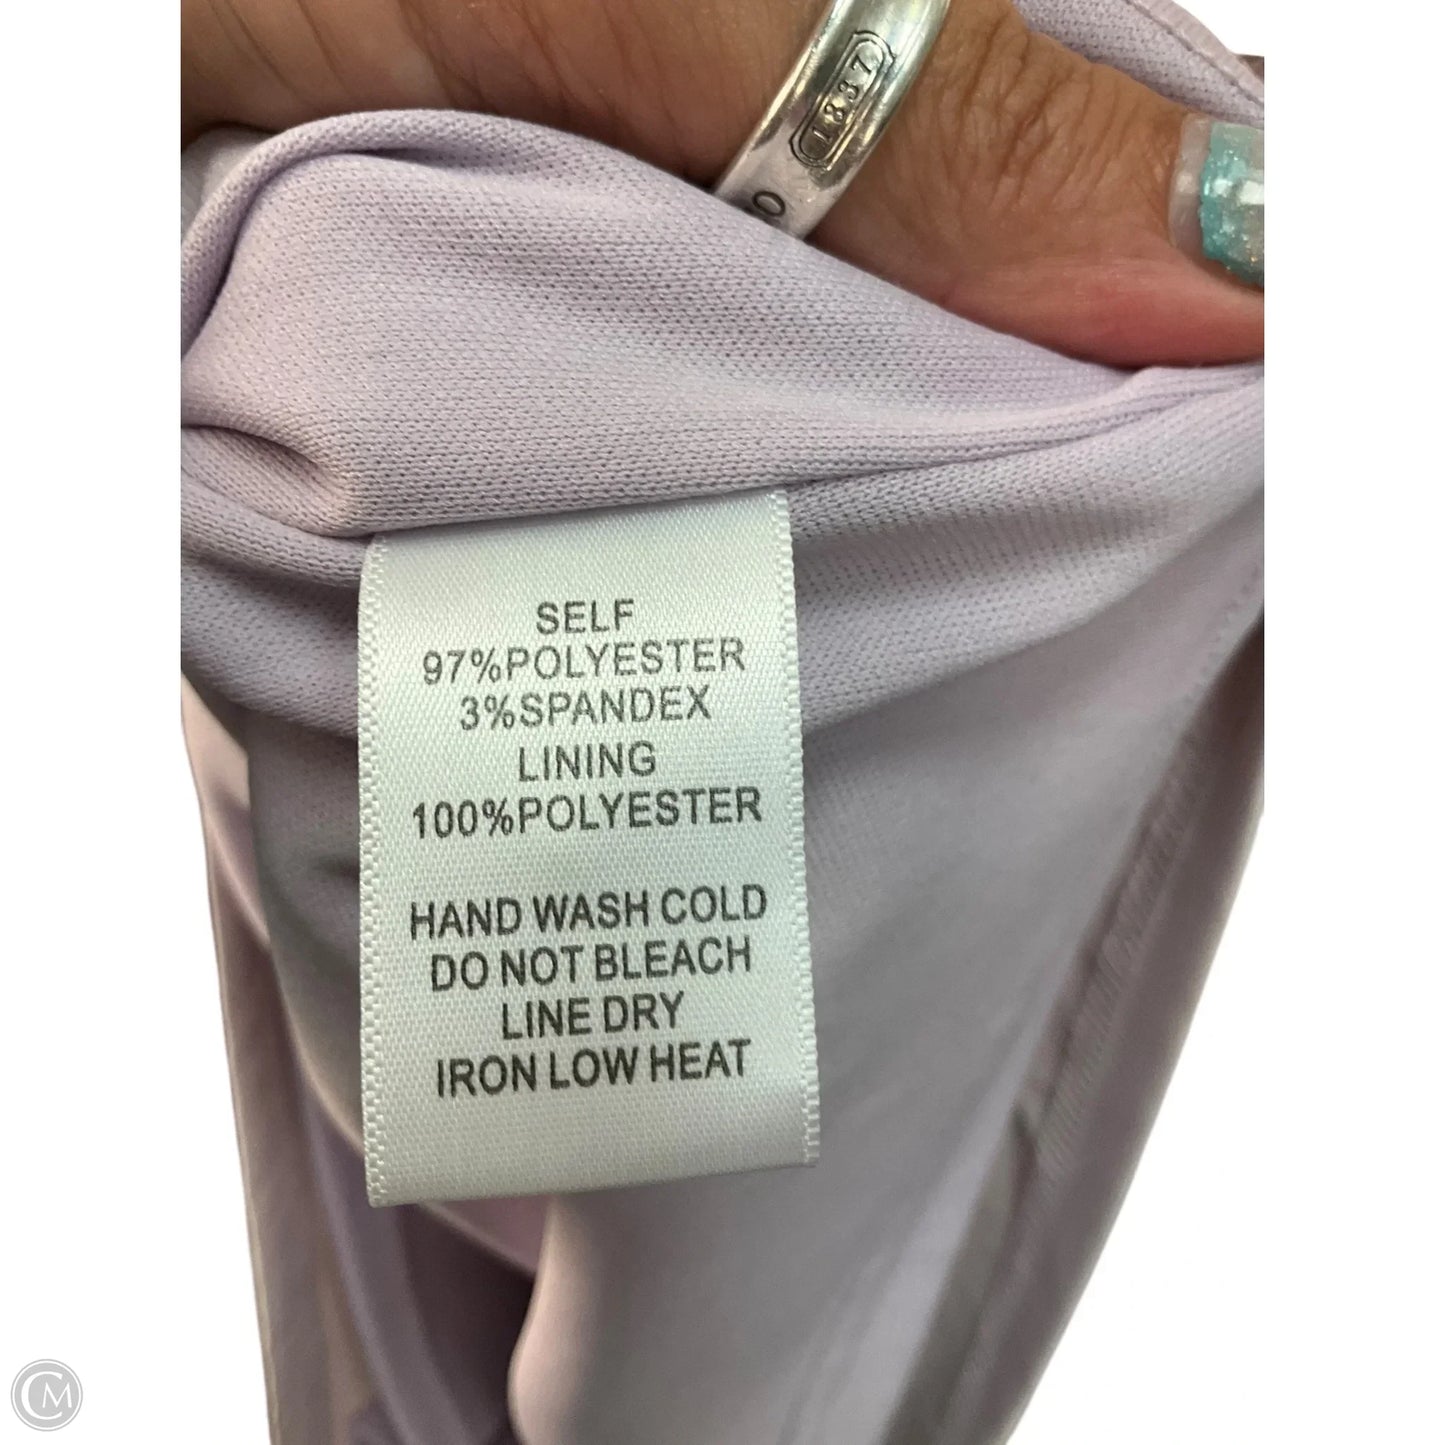 1837
SELF
97%POLYESTER
3%SPANDEX
LINING
100%POLYESTER
HAND WASH COLD
DO NOT BLEACH
LINE DRY
IRON LOW HEAT
CM